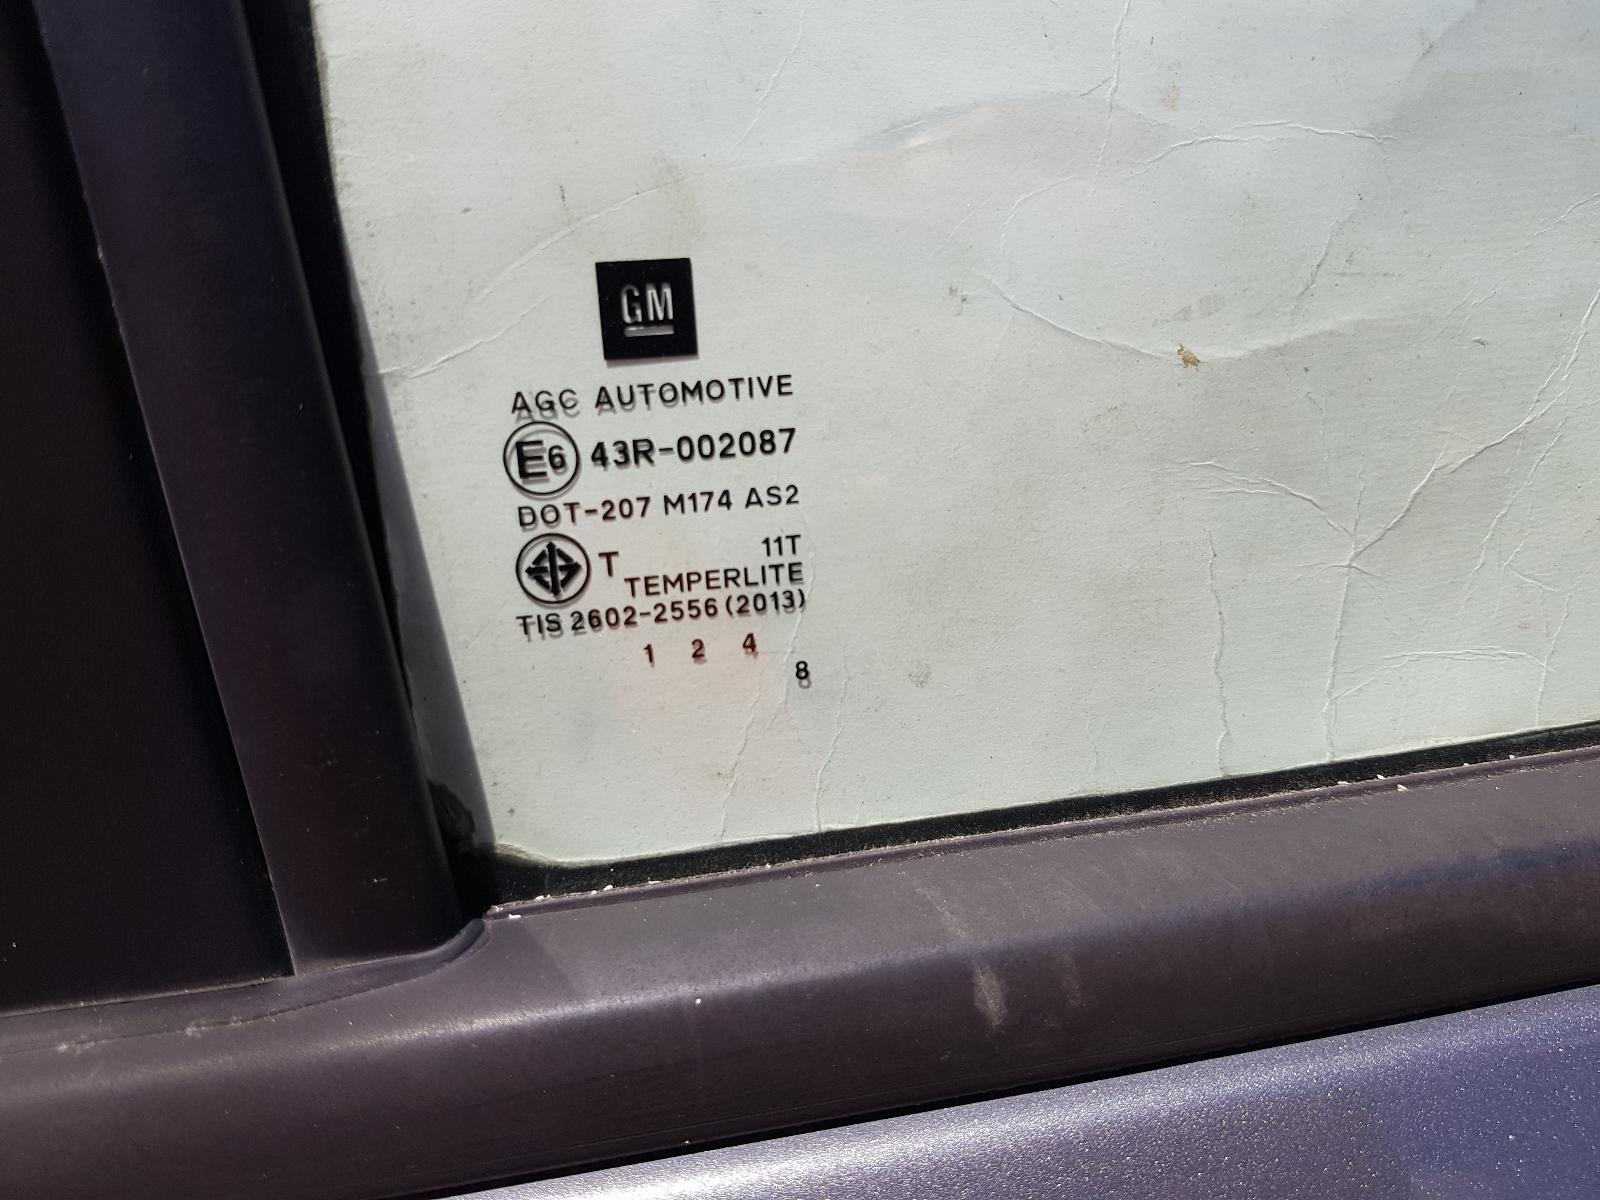 GM
AGC AUTOMOTIVE
E6 43R-002087
DOT-207 M174 AS2
T 11T
TEMPERLITE
TIS 2602-2556 (2013)
1 2 4
8